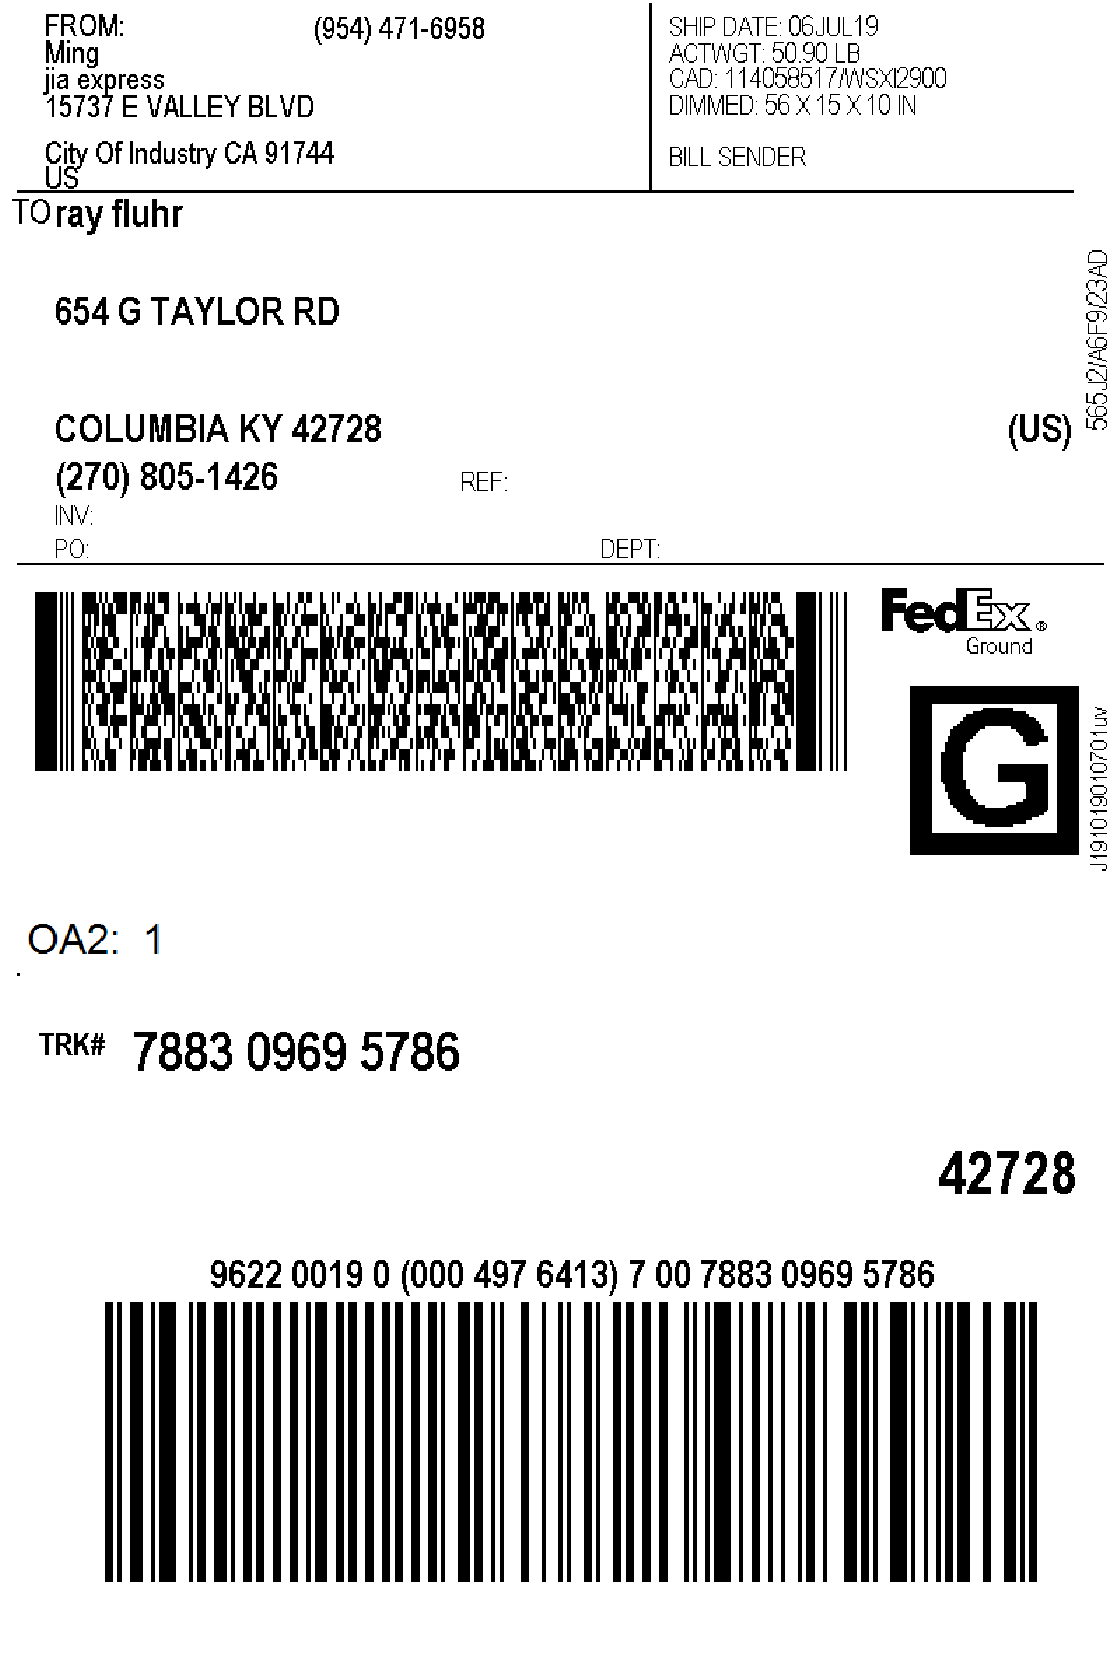 FROM: (954) 471-6958
Ming
jia express
15737 E VALLEY BLVD
City Of Industry CA 91744
US
SHIP DATE: 06JUL19
ACTWGT: 50.90 LB
CAD: 114058517/WSXI2900
DIMMED: 56 X 15 X 10 IN
BILL SENDER
TO ray fluhr
654 G TAYLOR RD
COLUMBIA KY 42728 (US)
(270) 805-1426 REF:
INV:
PO: DEPT:
565J2/A6F9/23AD
FedEx®
Ground
G
J191019010701uv
OA2: 1
TRK# 7883 0969 5786
42728
9622 0019 0 (000 497 6413) 7 00 7883 0969 5786